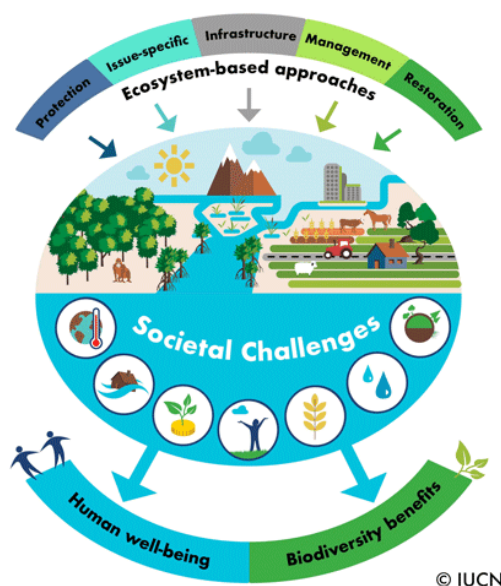 Protection
Issue-specific
Infrastructure
Management
Restoration
Ecosystem-based approaches
Societal Challenges
Human well-being
Biodiversity benefits
© IUCN